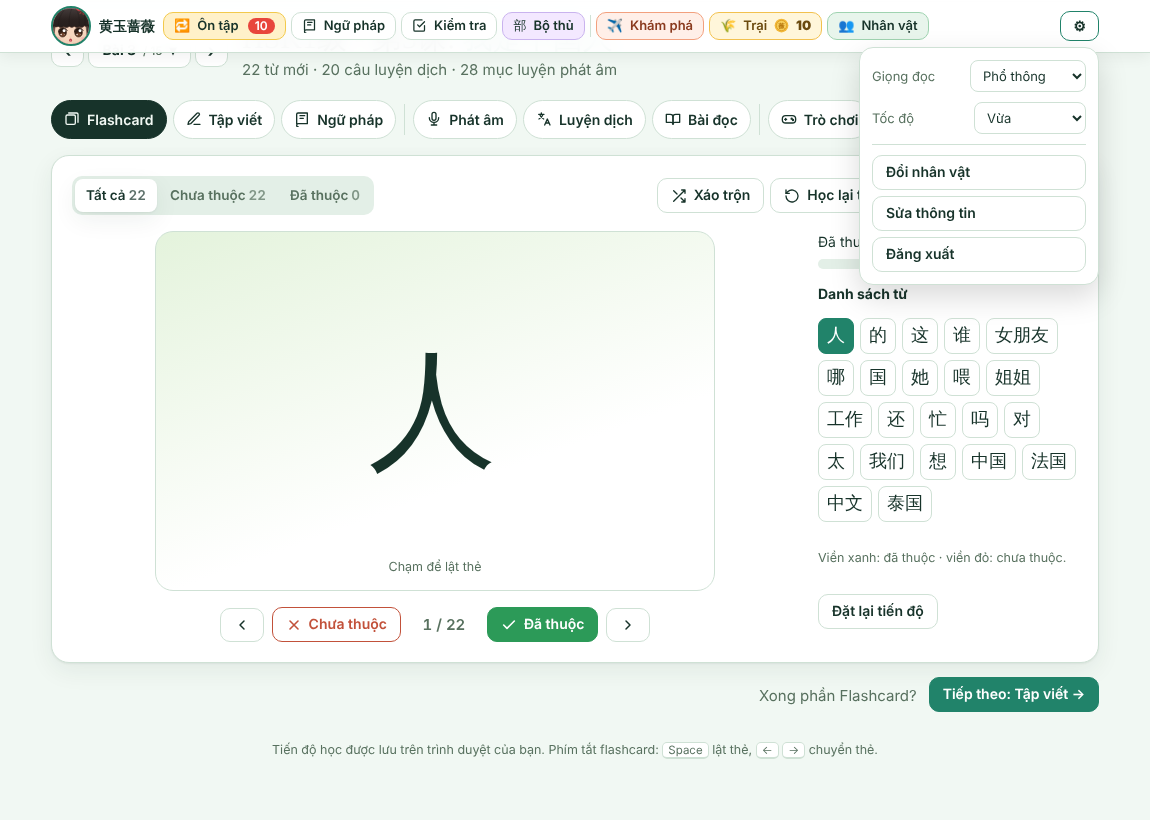 黄玉蔷薇 Ôn tập 10 Ngữ pháp Kiểm tra 部 Bộ thủ Khám phá Trại 10 Nhân vật
22 từ mới · 20 câu luyện dịch · 28 mục luyện phát âm
Giọng đọc Phổ thông
Tốc độ Vừa
Đổi nhân vật
Sửa thông tin
Đăng xuất
Flashcard Tập viết Ngữ pháp Phát âm Luyện dịch Bài đọc Trò chơi
Tất cả 22 Chưa thuộc 22 Đã thuộc 0
Xáo trộn Học lại
人
Chạm để lật thẻ
Chưa thuộc 1 / 22 Đã thuộc
Đã
Danh sách từ
人 的 这 谁 女朋友
哪 国 她 喂 姐姐
工作 还 忙 吗 对
太 我们 想 中国 法国
中文 泰国
Viền xanh: đã thuộc · viền đỏ: chưa thuộc.
Đặt lại tiến độ
Xong phần Flashcard? Tiếp theo: Tập viết →
Tiến độ học được lưu trên trình duyệt của bạn. Phím tắt flashcard: Space lật thẻ, ← → chuyển thẻ.